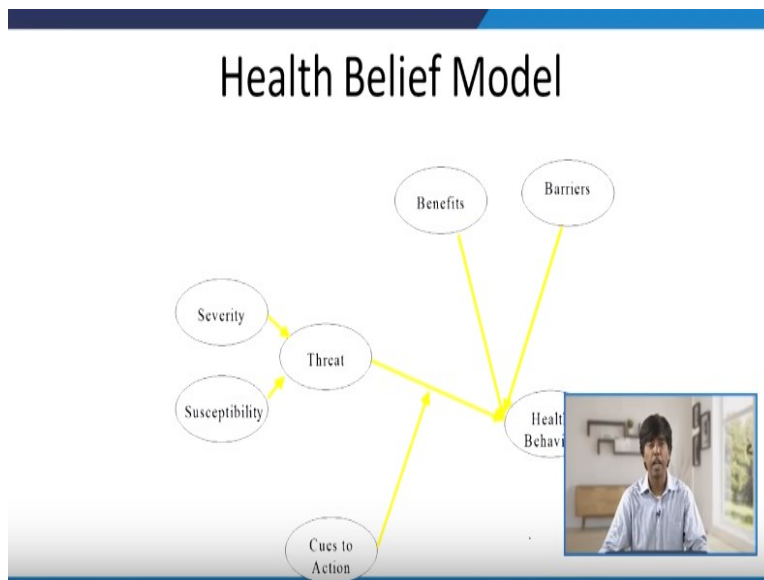 Health Belief Model
Benefits
Barriers
Severity
Threat
Susceptibility
Cues to
Action